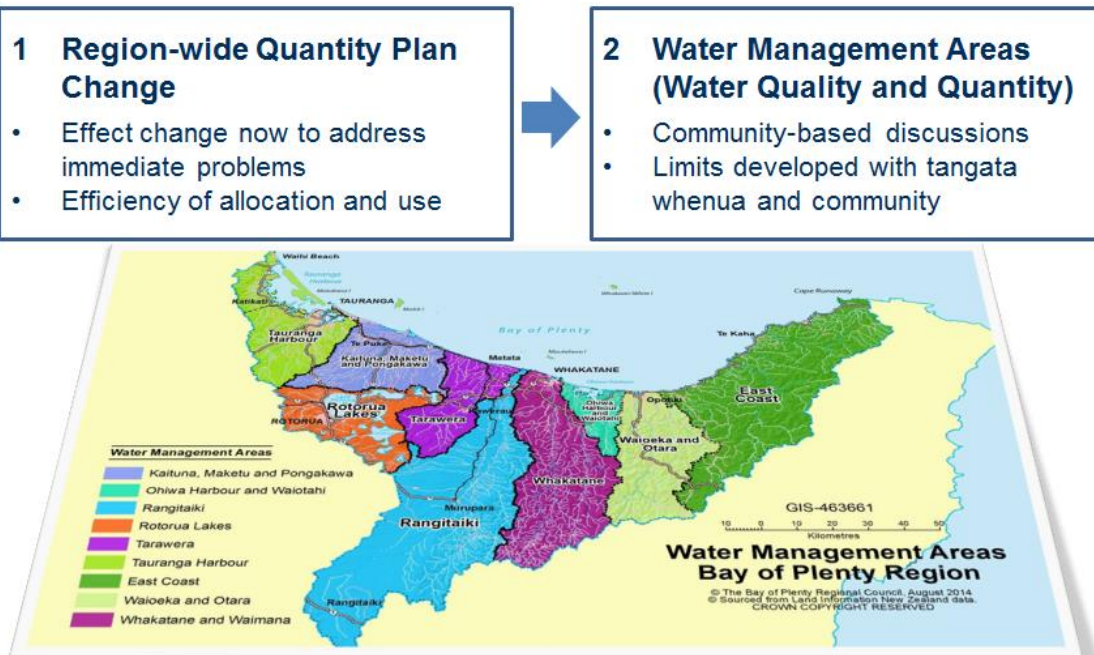 1 Region-wide Quantity Plan
Change
• Effect change now to address
immediate problems
• Efficiency of allocation and use
2 Water Management Areas
(Water Quality and Quantity)
• Community-based discussions
• Limits developed with tangata
whenua and community
Waihi Beach
Tauranga
Harbour
Katikati
TAURANGA
Cape Runaway
Bay of Plenty
Te Kaha
Tauranga
Harbour
Te Puke
Kaituna, Maketu
and Pongakawa
Matata
WHAKATANE
East
Coast
Ohiwa
Harbour
and
Waiotahi
Opotiki
Rotorua
Lakes
ROTORUA
Tarawera
Kawerau
Waioeka and
Otara
Whakatane
Murupara
Rangitaiki
Rangitaiki
Water Management Areas
Kaituna, Maketu and Pongakawa
Ohiwa Harbour and Waiotahi
Rangitaiki
Rotorua Lakes
Tarawera
Tauranga Harbour
East Coast
Waioeka and Otara
Whakatane and Waimana
GIS-463661
10 0 10 20 30 40 50
Kilometres
Water Management Areas
Bay of Plenty Region
© The Bay of Plenty Regional Council, August 2014
© Sourced from Land Information New Zealand data.
CROWN COPYRIGHT RESERVED